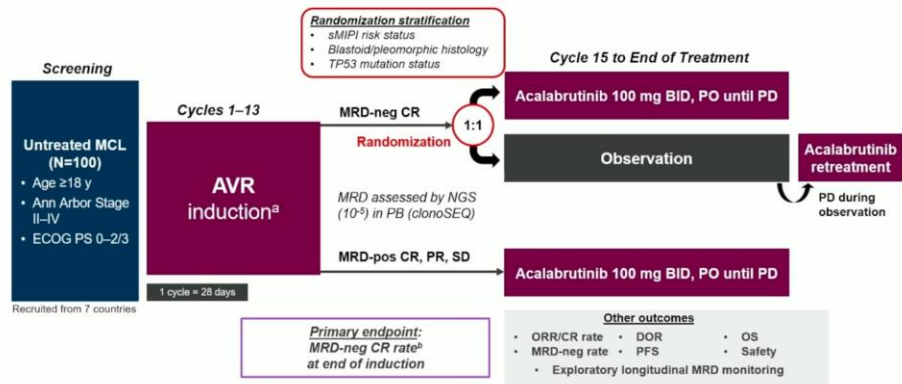 Randomization stratification
• sMIPI risk status
• Blastoid/pleomorphic histology
• TP53 mutation status
Screening
Cycles 1–13
Cycle 15 to End of Treatment
Untreated MCL
(N=100)
• Age ≥18 y
• Ann Arbor Stage
II–IV
• ECOG PS 0–2/3
Recruited from 7 countries
AVR
inductionᵃ
1 cycle = 28 days
MRD-neg CR
Randomization
1:1
MRD assessed by NGS
(10⁻⁵) in PB (clonoSEQ)
MRD-pos CR, PR, SD
Acalabrutinib 100 mg BID, PO until PD
Observation
Acalabrutinib
retreatment
PD during
observation
Acalabrutinib 100 mg BID, PO until PD
Primary endpoint:
MRD-neg CR rateᵇ
at end of induction
Other outcomes
• ORR/CR rate • DOR • OS
• MRD-neg rate • PFS • Safety
• Exploratory longitudinal MRD monitoring